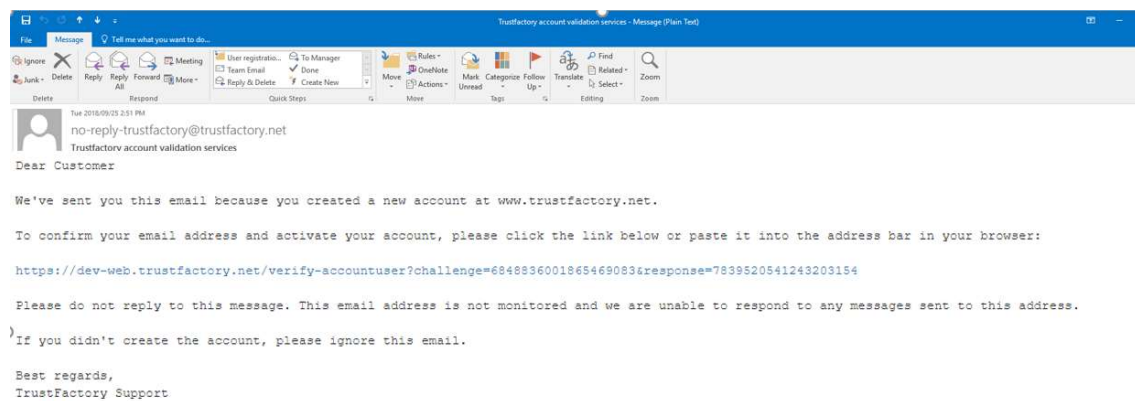 Trustfactory account validation services - Message (Plain Text)
File Message Tell me what you want to do...
Ignore
Junk
Delete
Reply
Reply All
Forward
Meeting
More
User registratio...
Team Email
Reply & Delete
To Manager
Done
Create New
Move
Rules
OneNote
Actions
Mark Unread
Categorize
Follow Up
Translate
Find
Related
Select
Zoom
Delete Respond Quick Steps Move Tags Editing Zoom
Tue 2018/09/25 2:51 PM
no-reply-trustfactory@trustfactory.net
Trustfactory account validation services
Dear Customer
We've sent you this email because you created a new account at www.trustfactory.net.
To confirm your email address and activate your account, please click the link below or paste it into the address bar in your browser:
https://dev-web.trustfactory.net/verify-accountuser?challenge=6848836001865469083&response=7839520541243203154
Please do not reply to this message. This email address is not monitored and we are unable to respond to any messages sent to this address.
If you didn't create the account, please ignore this email.
Best regards,
TrustFactory Support